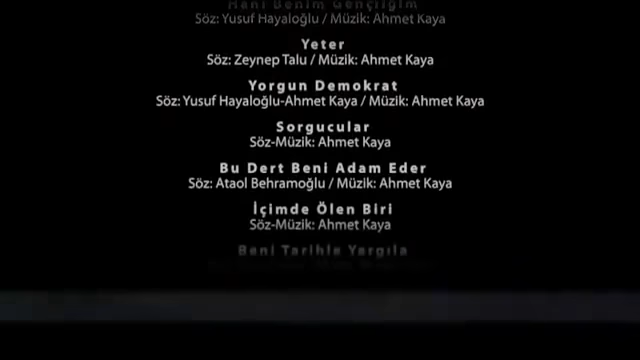 Hani Benim Gençliğim
Söz: Yusuf Hayaloğlu / Müzik: Ahmet Kaya
Yeter
Söz: Zeynep Talu / Müzik: Ahmet Kaya
Yorgun Demokrat
Söz: Yusuf Hayaloğlu-Ahmet Kaya / Müzik: Ahmet Kaya
Sorgucular
Söz-Müzik: Ahmet Kaya
Bu Dert Beni Adam Eder
Söz: Ataol Behramoğlu / Müzik: Ahmet Kaya
İçimde Ölen Biri
Söz-Müzik: Ahmet Kaya
Beni Tarihle Yargıla